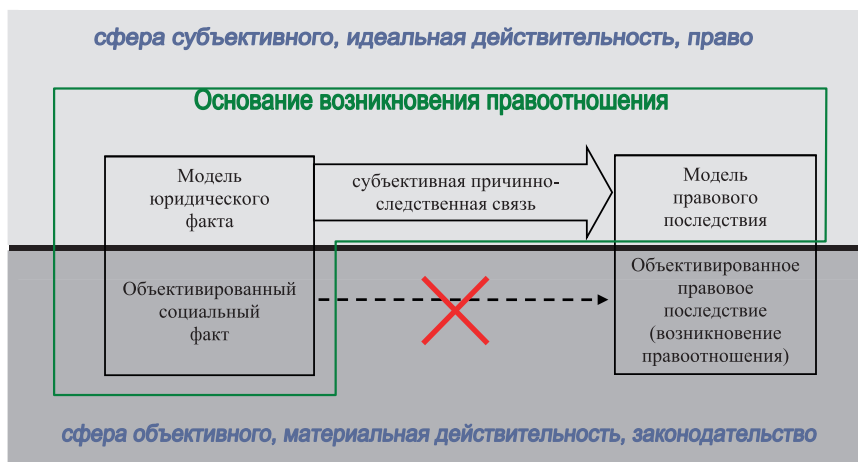 сфера субъективного, идеальная действительность, право
Основание возникновения правоотношения
Модель
юридического
факта
субъективная причинно-
следственная связь
Модель
правового
последствия
Объективированный
социальный
факт
Объективированное
правовое
последствие
(возникновение
правоотношения)
сфера объективного, материальная действительность, законодательство